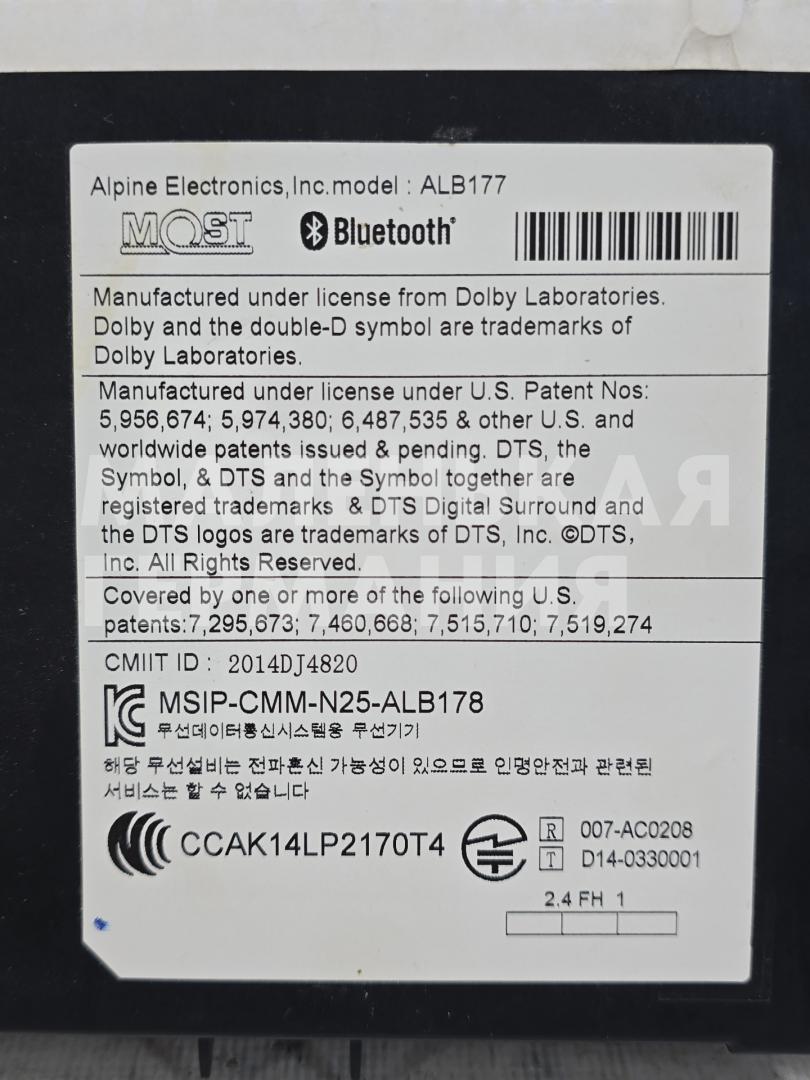 Alpine Electronics,Inc.model : ALB177
MOST Bluetooth®
Manufactured under license from Dolby Laboratories.
Dolby and the double-D symbol are trademarks of
Dolby Laboratories.
Manufactured under license under U.S. Patent Nos:
5,956,674; 5,974,380; 6,487,535 & other U.S. and
worldwide patents issued & pending. DTS, the
Symbol, & DTS and the Symbol together are
registered trademarks & DTS Digital Surround and
the DTS logos are trademarks of DTS, Inc. ©DTS,
Inc. All Rights Reserved.
МАЛЕНЬКАЯ
ГЕРМАНИЯ
Covered by one or more of the following U.S.
patents:7,295,673; 7,460,668; 7,515,710; 7,519,274
CMIIT ID : 2014DJ4820
MSIP-CMM-N25-ALB178
무선데이터통신시스템용 무선기기
해당 무선설비는 전파혼신 가능성이 있으므로 인명안전과 관련된
서비스는 할 수 없습니다
CCAK14LP2170T4
R 007-AC0208
T D14-0330001
2.4 FH 1